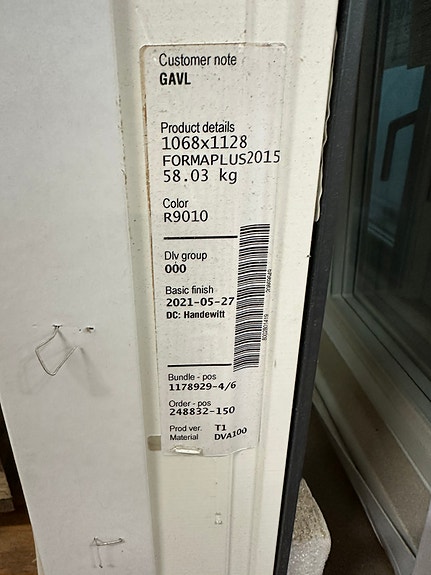 Customer note
GAVL
Product details
1068x1128
FORMAPLUS2015
58.03 kg
Color
R9010
Dlv group
000
Basic finish
2021-05-27
DC: Handewitt
Bundle - pos
1178929-4/6
Order - pos
248832-150
Prod ver. T1
Material DVA100